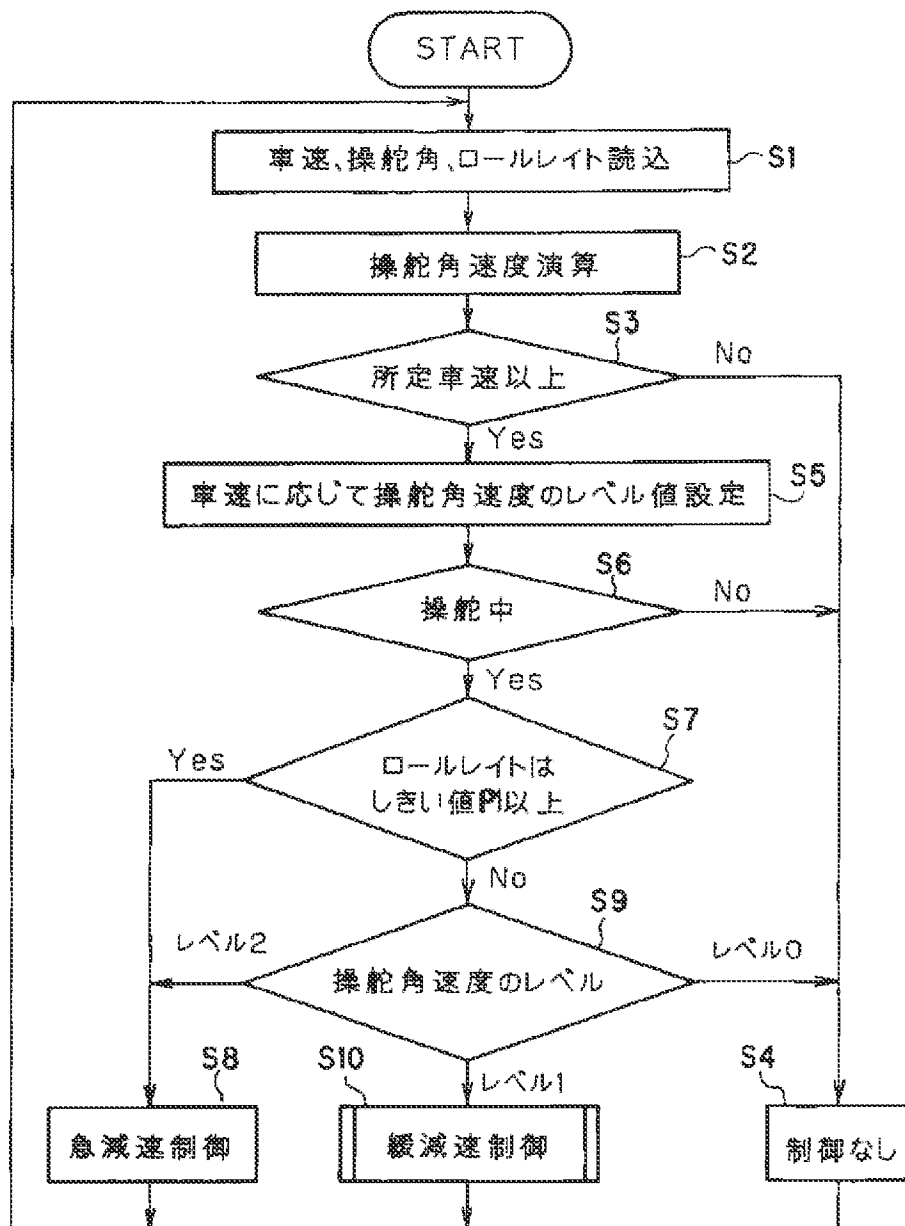 START
車速、操舵角、ロールレイト読込
S1
操舵角速度演算
S2
S3
所定車速以上
No
Yes
車速に応じて操舵角速度のレベル値設定
S5
S6
操舵中
No
Yes
S7
Yes
ロールレイトは
しきい値P1以上
No
S9
レベル2
操舵角速度のレベル
レベル0
レベル1
S8
急減速制御
S10
緩減速制御
S4
制御なし